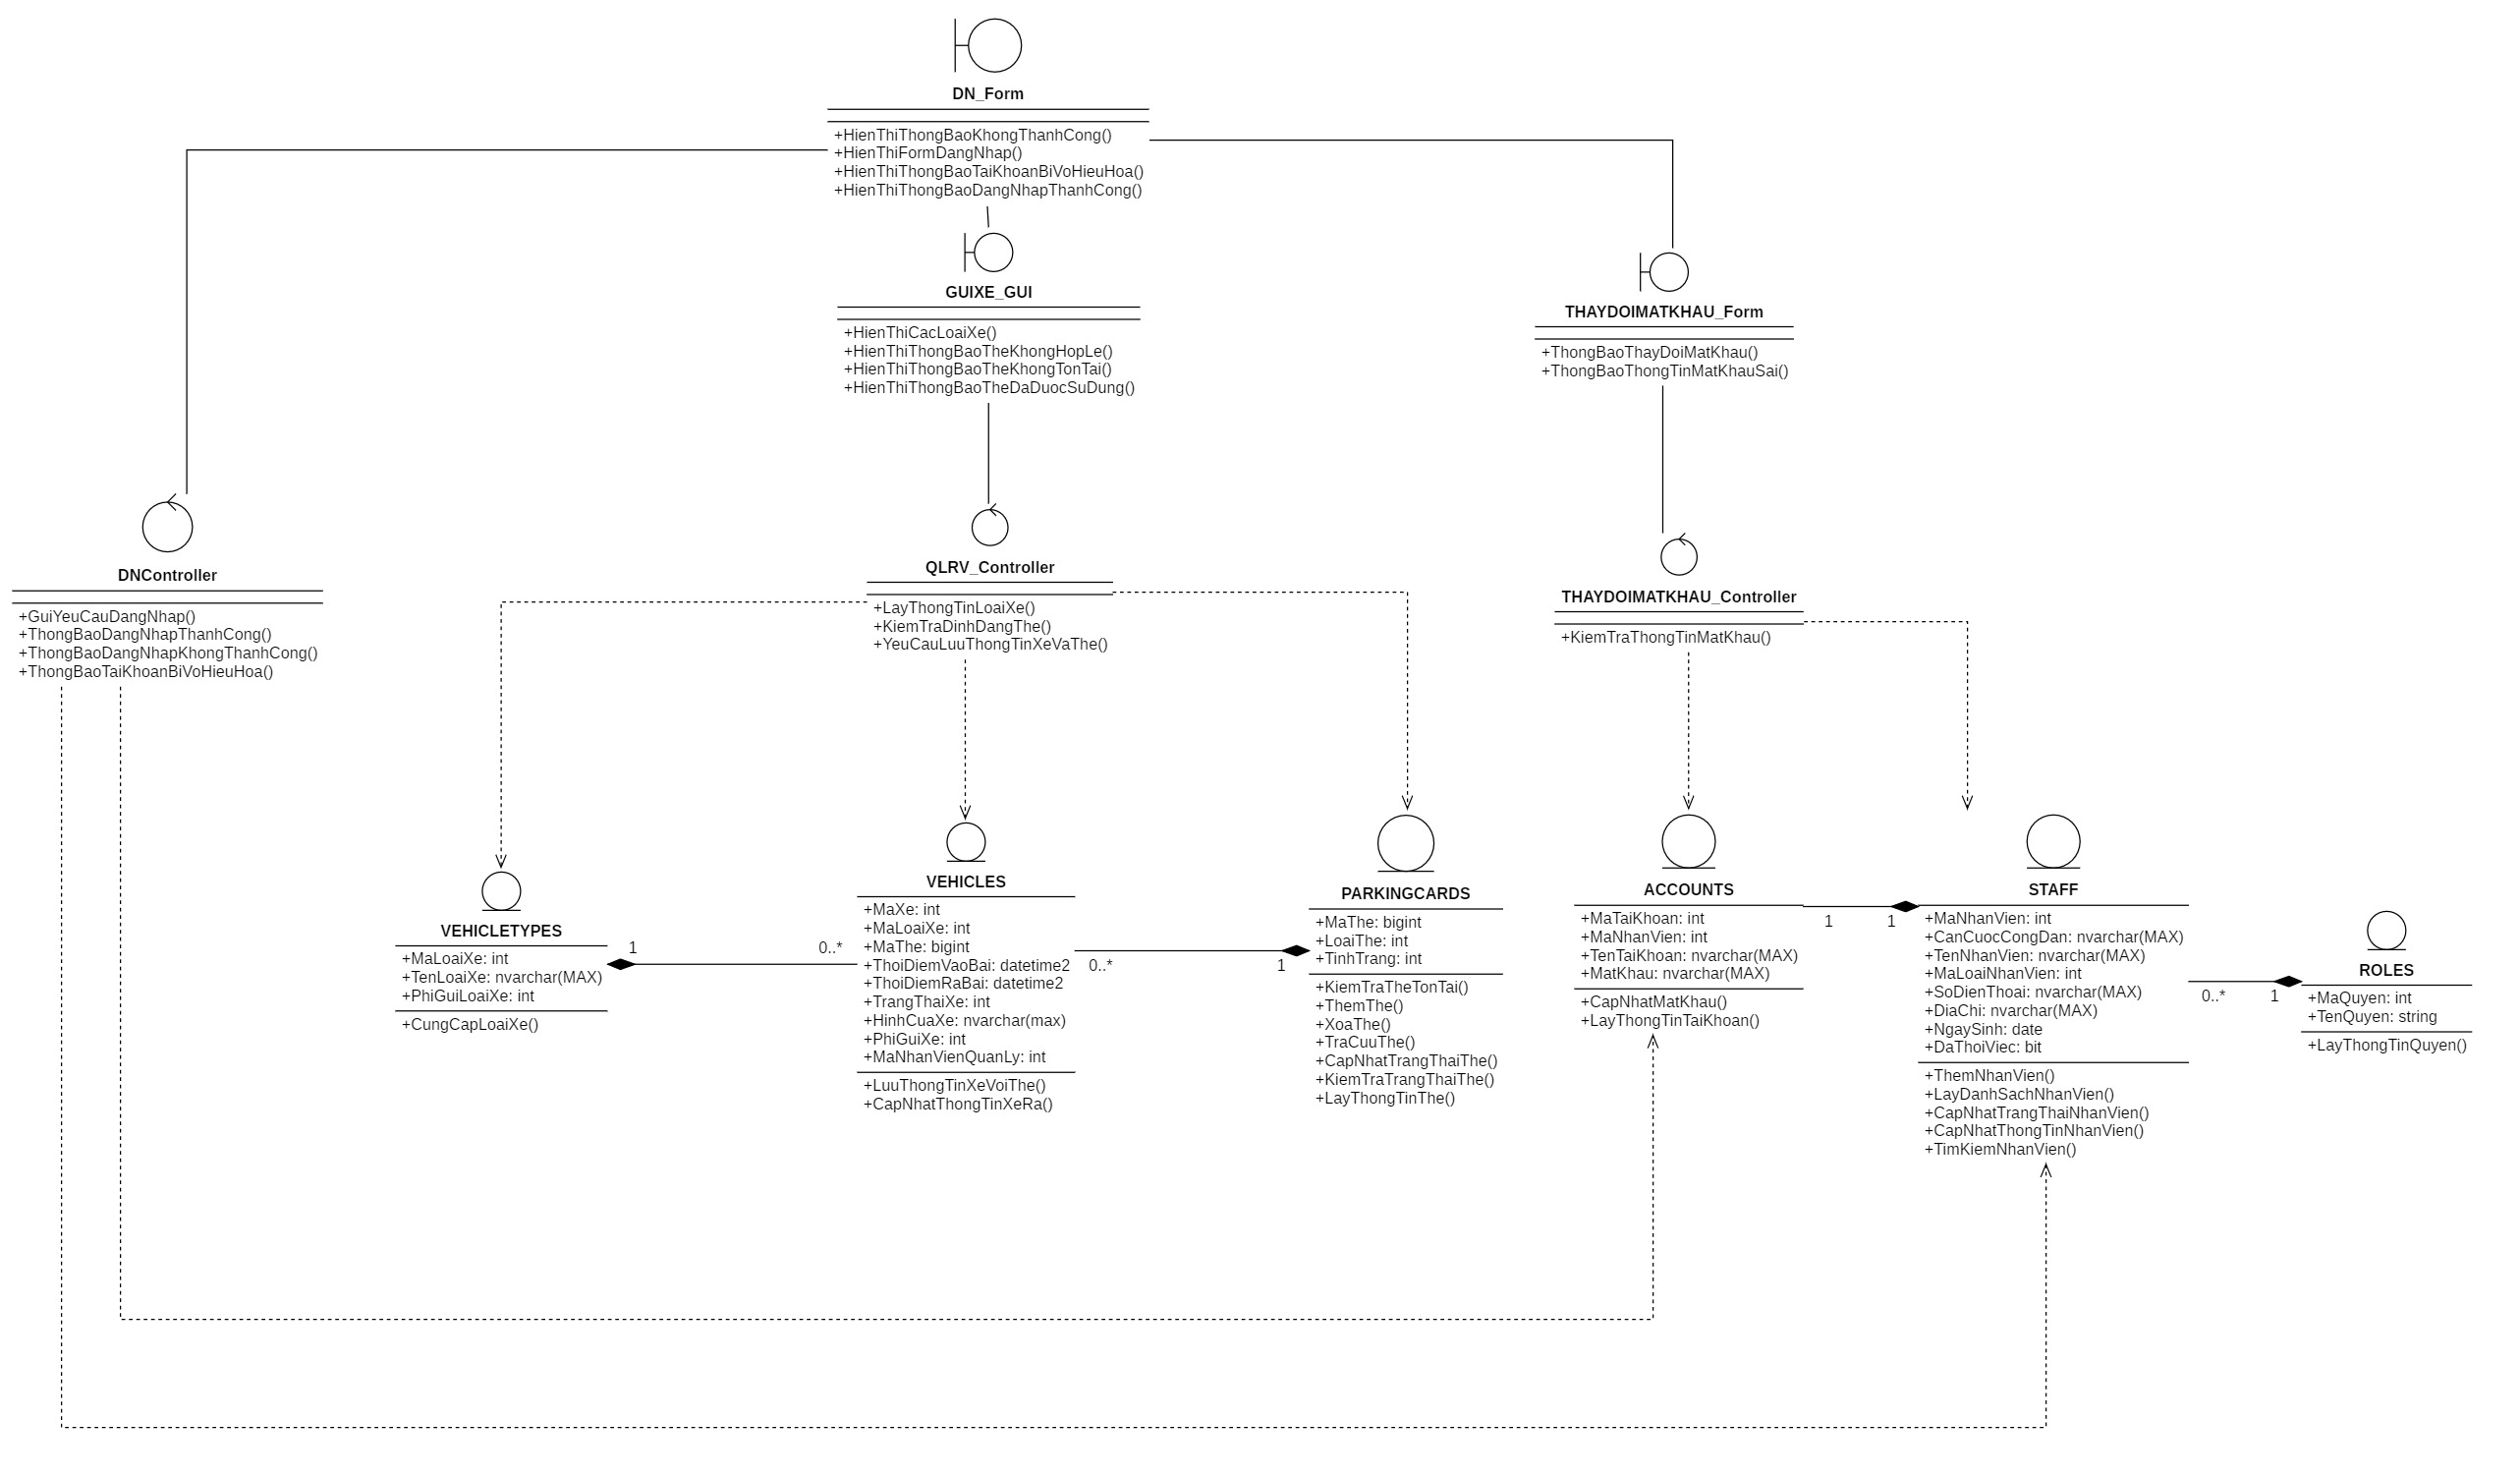 DN_Form
+HienThiThongBaoKhongThanhCong()
+HienThiFormDangNhap()
+HienThiThongBaoTaiKhoanBiVoHieuHoa()
+HienThiThongBaoDangNhapThanhCong()
GUIXE_GUI
+HienThiCacLoaiXe()
+HienThiThongBaoTheKhongHopLe()
+HienThiThongBaoTheKhongTonTai()
+HienThiThongBaoTheDaDuocSuDung()
THAYDOIMATKHAU_Form
+ThongBaoThayDoiMatKhau()
+ThongBaoThongTinMatKhauSai()
DNController
+GuiYeuCauDangNhap()
+ThongBaoDangNhapThanhCong()
+ThongBaoDangNhapKhongThanhCong()
+ThongBaoTaiKhoanBiVoHieuHoa()
QLRV_Controller
+LayThongTinLoaiXe()
+KiemTraDinhDangThe()
+YeuCauLuuThongTinXeVaThe()
THAYDOIMATKHAU_Controller
+KiemTraThongTinMatKhau()
VEHICLETYPES
+MaLoaiXe: int
+TenLoaiXe: nvarchar(MAX)
+PhiGuiLoaiXe: int
+CungCapLoaiXe()
1
0..*
VEHICLES
+MaXe: int
+MaLoaiXe: int
+MaThe: bigint
+ThoiDiemVaoBai: datetime2
+ThoiDiemRaBai: datetime2
+TrangThaiXe: int
+HinhCuaXe: nvarchar(max)
+PhiGuiXe: int
+MaNhanVienQuanLy: int
+LuuThongTinXeVoiThe()
+CapNhatThongTinXeRa()
0..*
1
PARKINGCARDS
+MaThe: bigint
+LoaiThe: int
+TinhTrang: int
+KiemTraTheTonTai()
+ThemThe()
+XoaThe()
+TraCuuThe()
+CapNhatTrangThaiThe()
+KiemTraTrangThaiThe()
+LayThongTinThe()
ACCOUNTS
+MaTaiKhoan: int
+MaNhanVien: int
+TenTaiKhoan: nvarchar(MAX)
+MatKhau: nvarchar(MAX)
+CapNhatMatKhau()
+LayThongTinTaiKhoan()
1
1
STAFF
+MaNhanVien: int
+CanCuocCongDan: nvarchar(MAX)
+TenNhanVien: nvarchar(MAX)
+MaLoaiNhanVien: int
+SoDienThoai: nvarchar(MAX)
+DiaChi: nvarchar(MAX)
+NgaySinh: date
+DaThoiViec: bit
+ThemNhanVien()
+LayDanhSachNhanVien()
+CapNhatTrangThaiNhanVien()
+CapNhatThongTinNhanVien()
+TimKiemNhanVien()
0..*
1
ROLES
+MaQuyen: int
+TenQuyen: string
+LayThongTinQuyen()